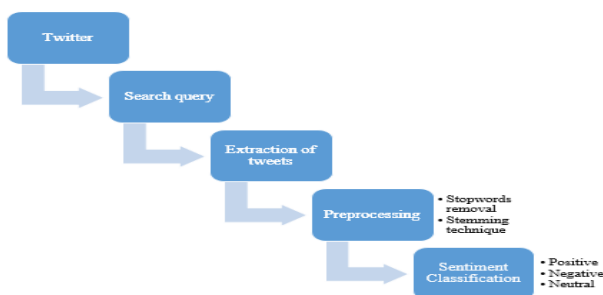 Twitter
Search query
Extraction of
tweets
Preprocessing
• Stopwords
removal
• Stemming
technique
Sentiment
Classification
• Positive
• Negative
• Neutral